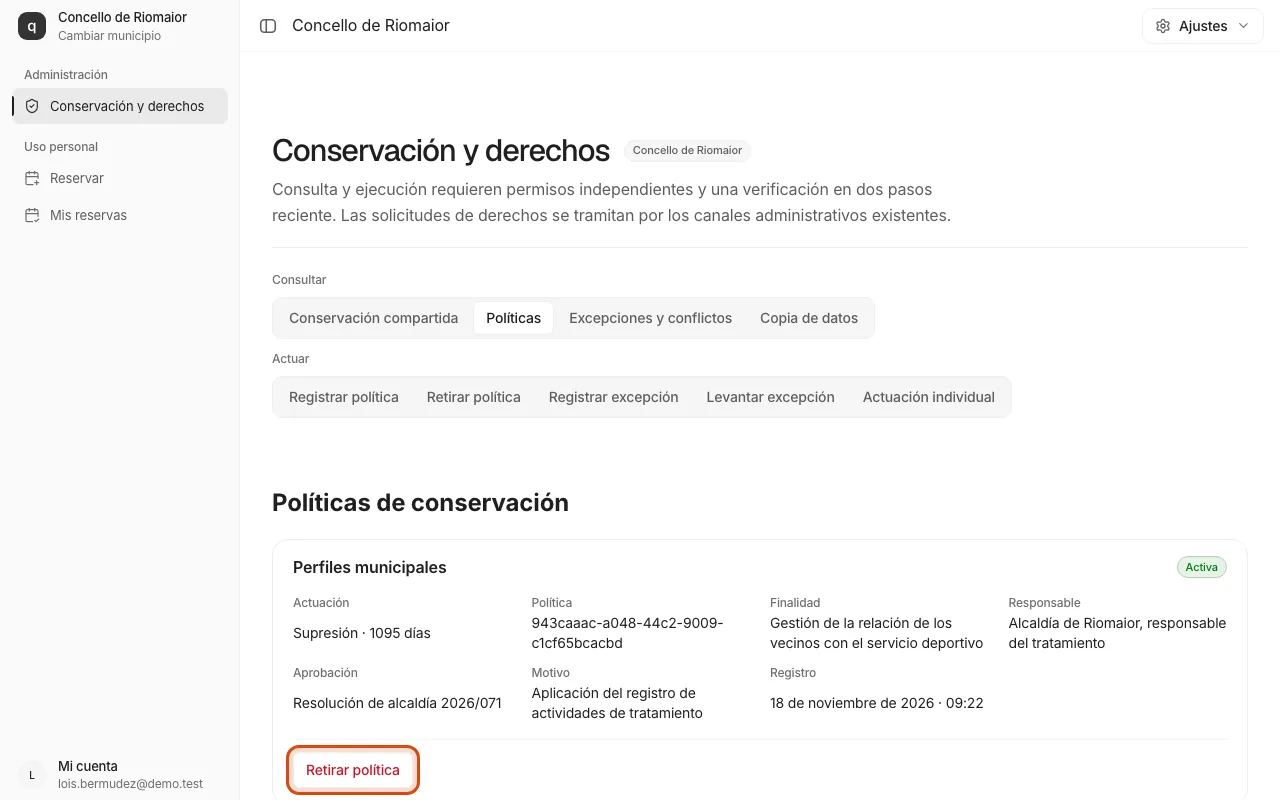 q
Concello de Riomaior
Cambiar municipio
Administración
Conservación y derechos
Uso personal
Reservar
Mis reservas
L
Mi cuenta
lois.bermudez@demo.test
Concello de Riomaior
Ajustes
Conservación y derechos
Concello de Riomaior
Consulta y ejecución requieren permisos independientes y una verificación en dos pasos
reciente. Las solicitudes de derechos se tramitan por los canales administrativos existentes.
Consultar
Conservación compartida
Políticas
Excepciones y conflictos
Copia de datos
Actuar
Registrar política
Retirar política
Registrar excepción
Levantar excepción
Actuación individual
Políticas de conservación
Perfiles municipales
Activa
Actuación
Supresión · 1095 días
Política
943caaac-a048-44c2-9009-
c1cf65bcacbd
Finalidad
Gestión de la relación de los
vecinos con el servicio deportivo
Responsable
Alcaldía de Riomaior, responsable
del tratamiento
Aprobación
Resolución de alcaldía 2026/071
Motivo
Aplicación del registro de
actividades de tratamiento
Registro
18 de noviembre de 2026 · 09:22
Retirar política